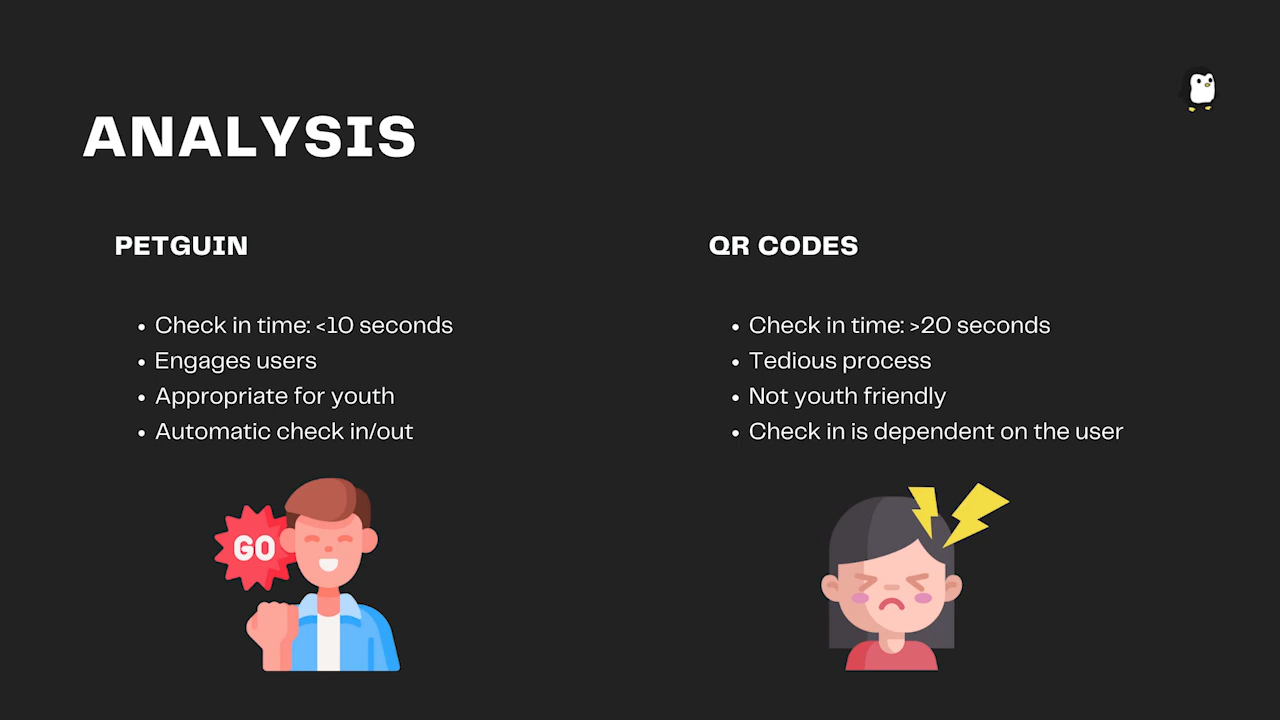 ANALYSIS
PETGUIN
• Check in time: <10 seconds
• Engages users
• Appropriate for youth
• Automatic check in/out
GO
QR CODES
• Check in time: >20 seconds
• Tedious process
• Not youth friendly
• Check in is dependent on the user